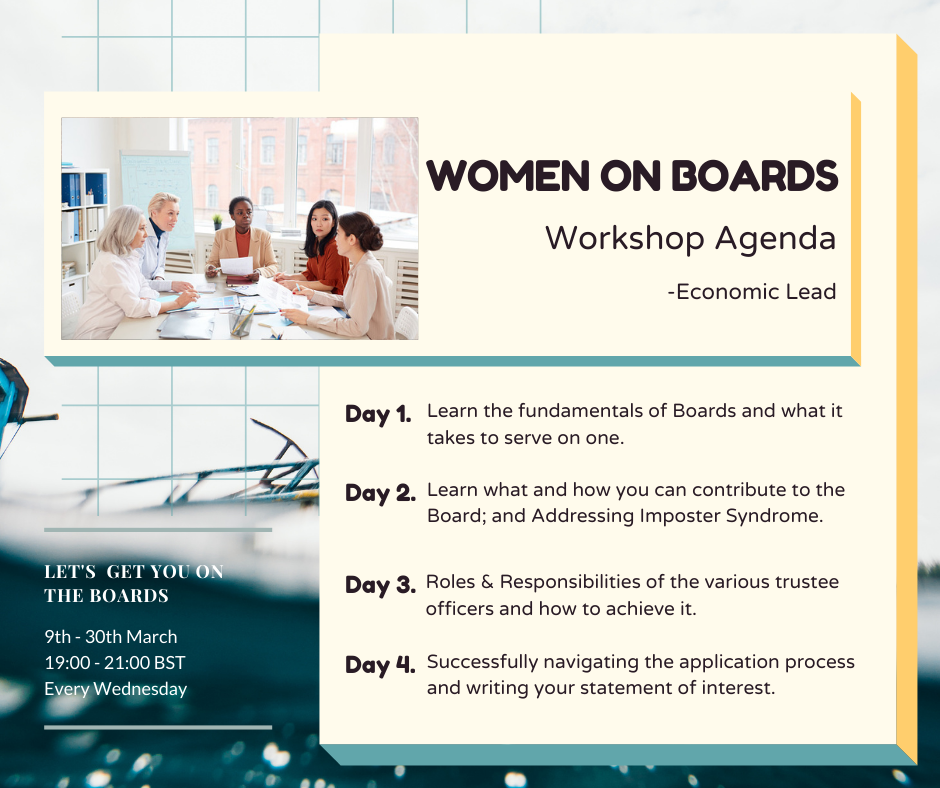 WOMEN ON BOARDS
Workshop Agenda
-Economic Lead
Day 1. Learn the fundamentals of Boards and what it
takes to serve on one.
Day 2. Learn what and how you can contribute to the
Board; and Addressing Imposter Syndrome.
Day 3. Roles & Responsibilities of the various trustee
officers and how to achieve it.
Day 4. Successfully navigating the application process
and writing your statement of interest.
LET'S GET YOU ON
THE BOARDS
9th - 30th March
19:00 - 21:00 BST
Every Wednesday